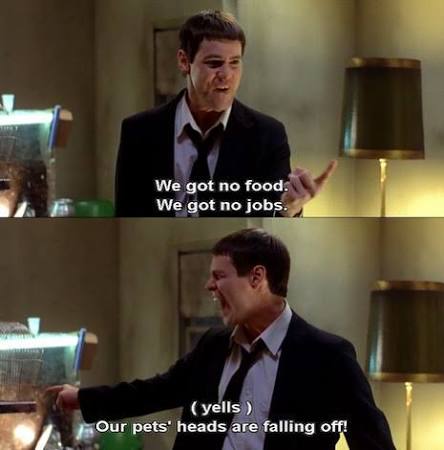 We got no food.
We got no jobs.
( yells )
Our pets' heads are falling off!